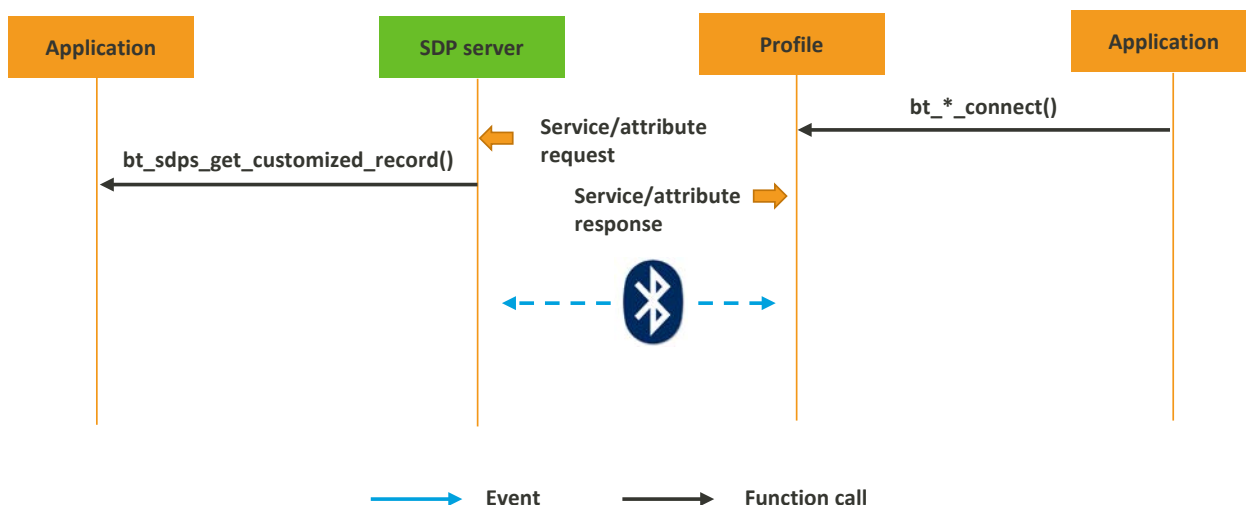 Application
SDP server
Profile
Application
bt_*_connect()
Service/attribute
request
bt_sdps_get_customized_record()
Service/attribute
response
Event
Function call